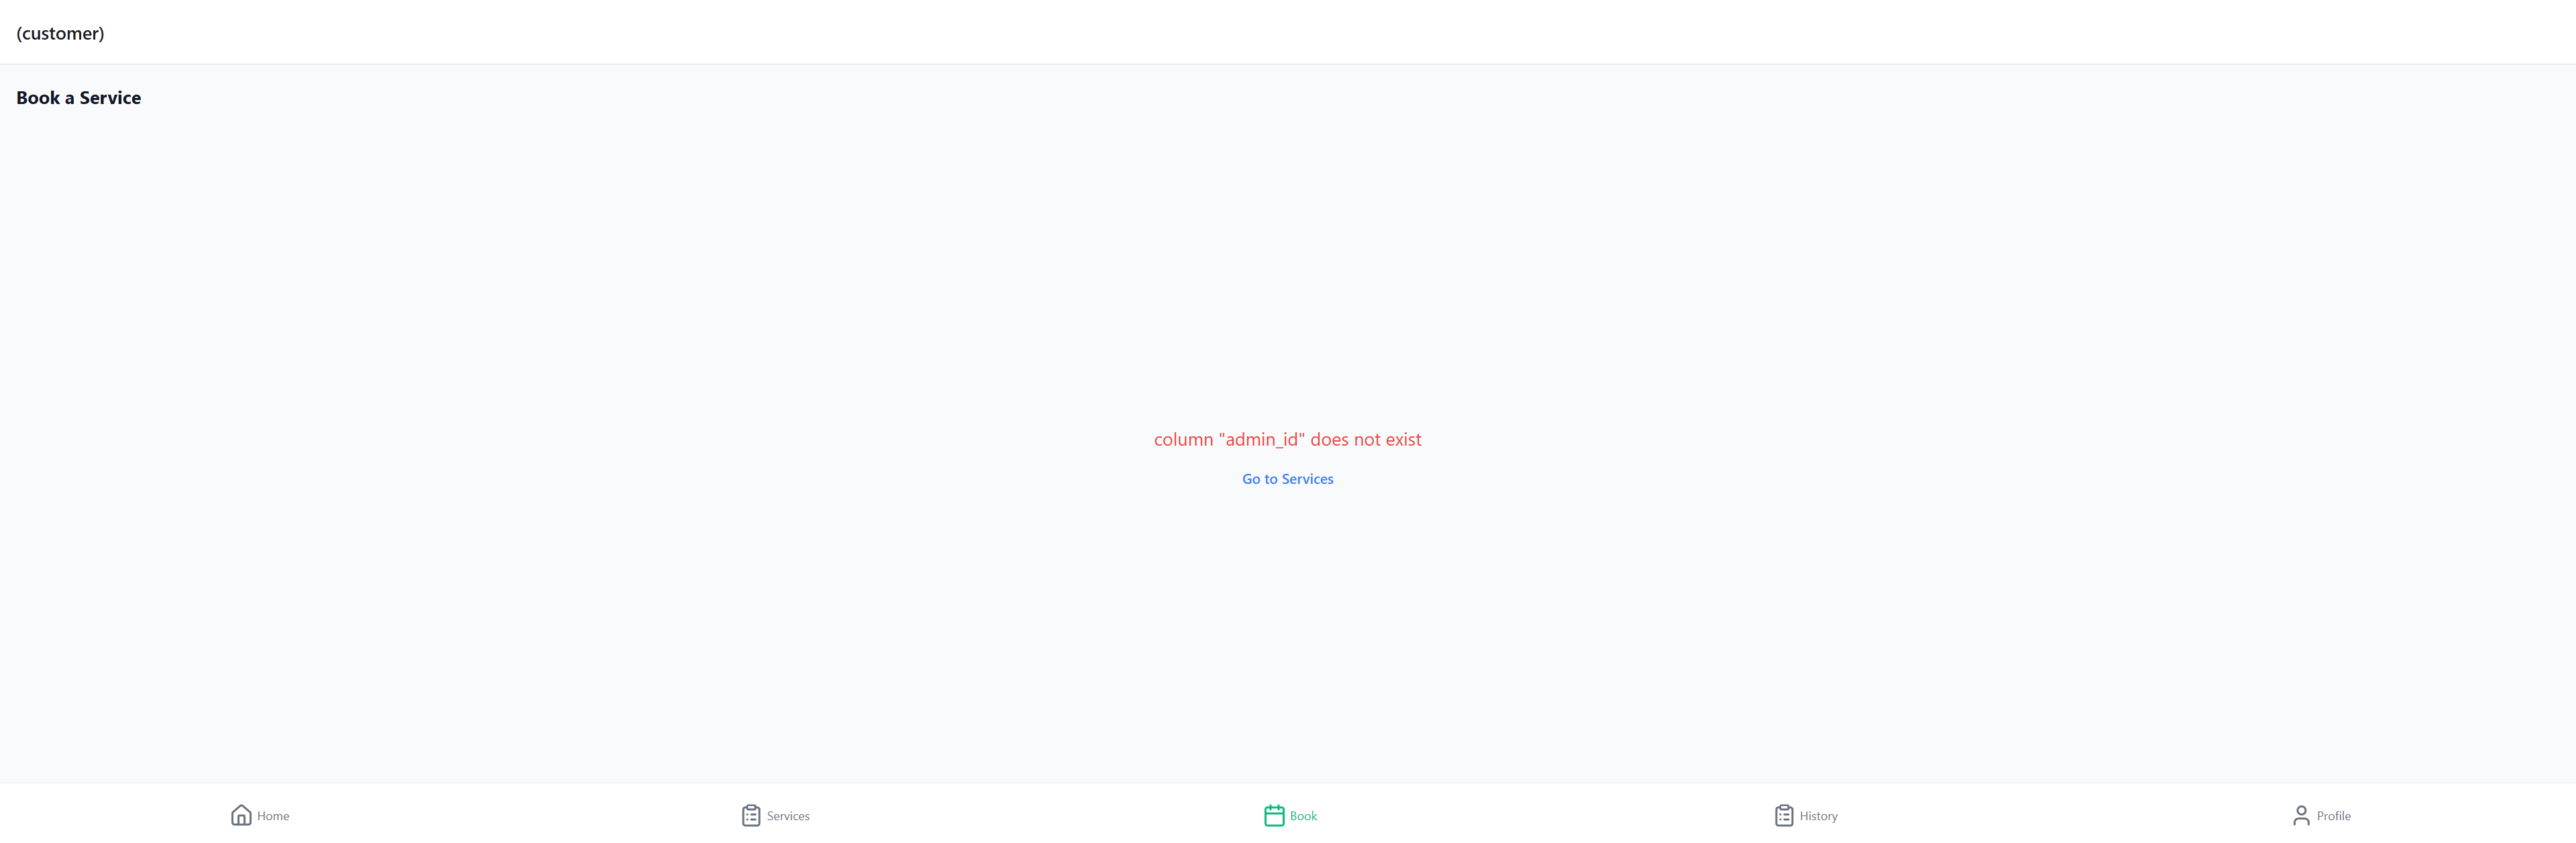 (customer)
Book a Service
column "admin_id" does not exist
Go to Services
Home
Services
Book
History
Profile